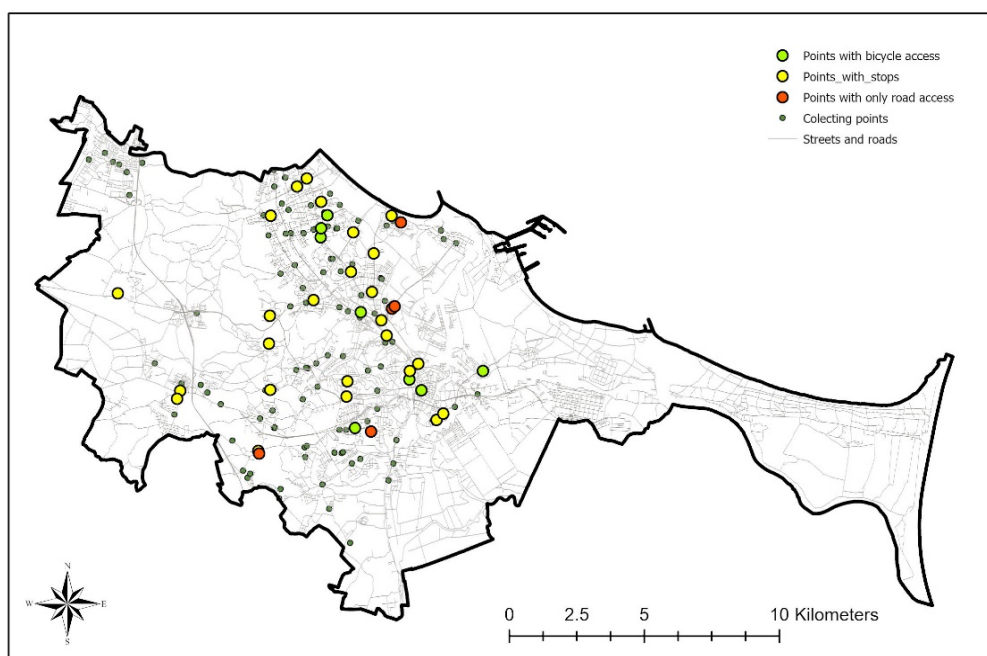 Points with bicycle access
Points_with_stops
Points with only road access
Colecting points
Streets and roads
N
W E
S
0 2.5 5 10 Kilometers